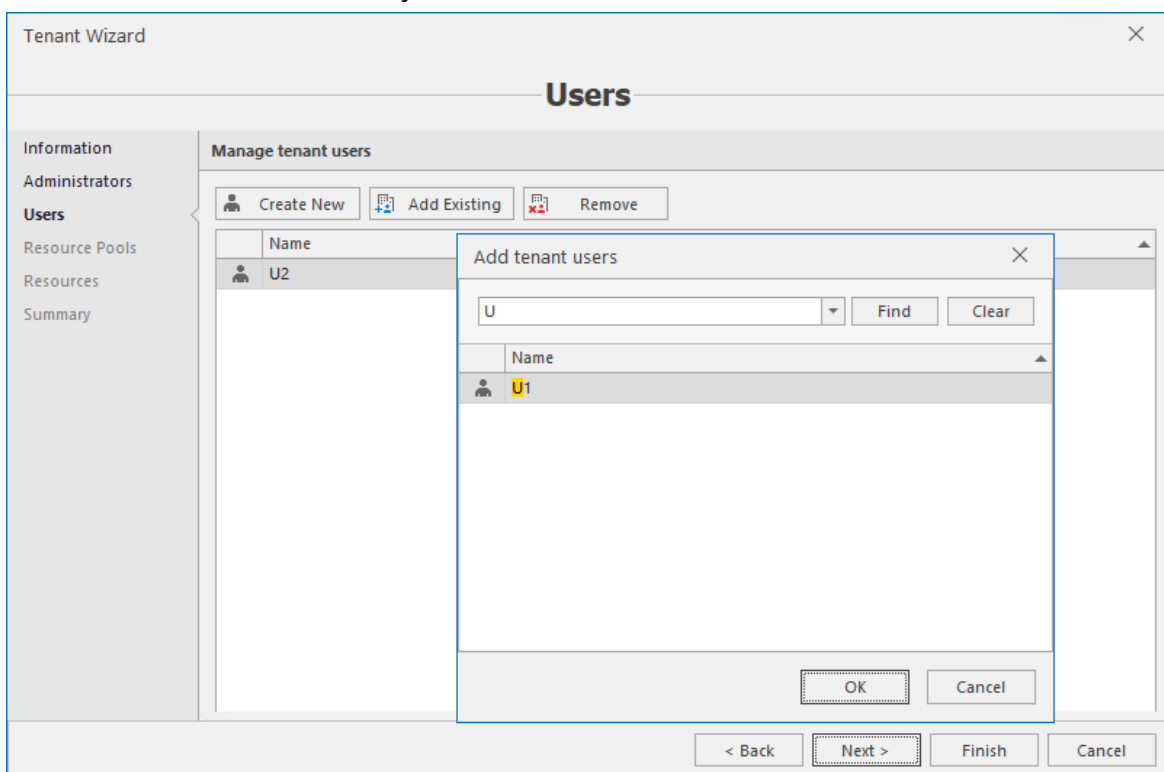 Tenant Wizard
Users
Information
Administrators
Users
Resource Pools
Resources
Summary
Manage tenant users
Create New Add Existing Remove
Name
U2
Add tenant users
U Find Clear
Name
U1
OK Cancel
< Back Next > Finish Cancel